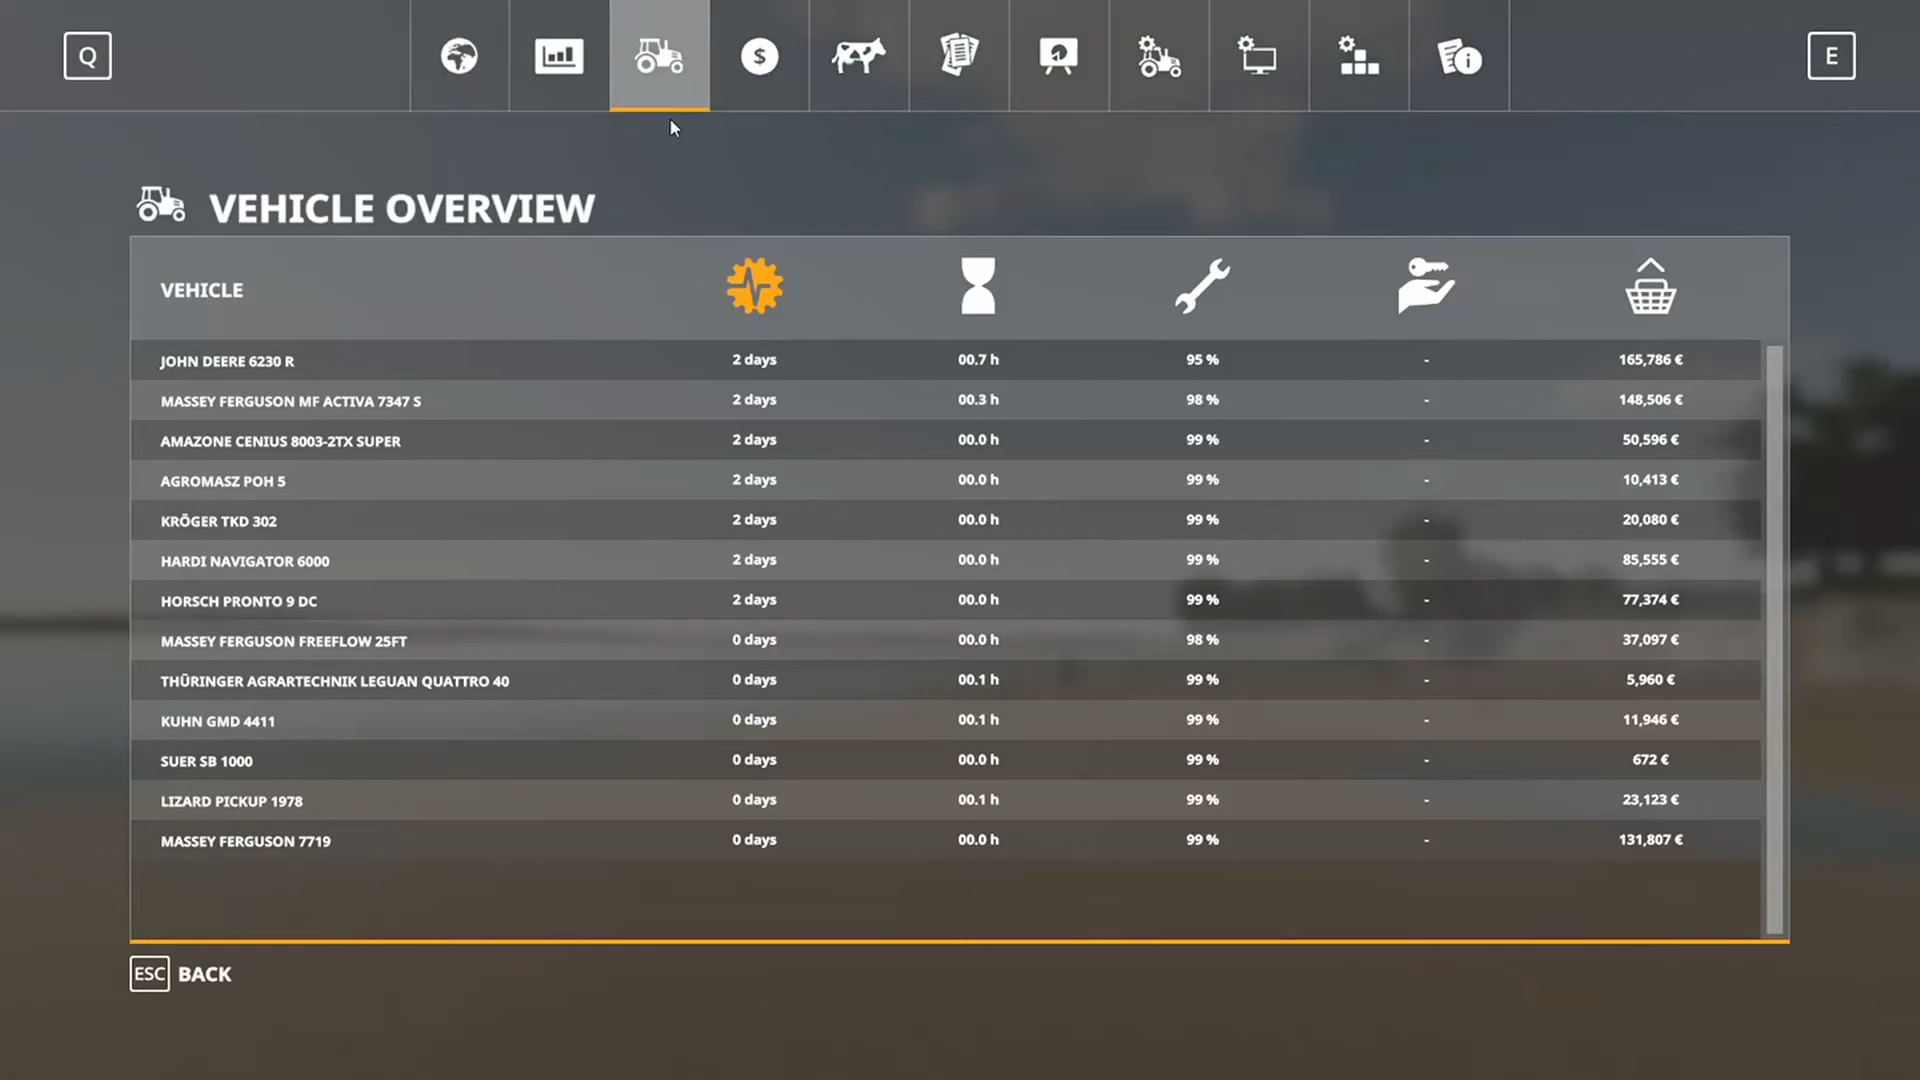 Q
$
E
VEHICLE OVERVIEW
VEHICLE
JOHN DEERE 6230 R 2 days 00.7 h 95 % - 165,786 €
MASSEY FERGUSON MF ACTIVA 7347 S 2 days 00.3 h 98 % - 148,506 €
AMAZONE CENIUS 8003-2TX SUPER 2 days 00.0 h 99 % - 50,596 €
AGROMASZ POH 5 2 days 00.0 h 99 % - 10,413 €
KRÖGER TKD 302 2 days 00.0 h 99 % - 20,080 €
HARDI NAVIGATOR 6000 2 days 00.0 h 99 % - 85,555 €
HORSCH PRONTO 9 DC 2 days 00.0 h 99 % - 77,374 €
MASSEY FERGUSON FREEFLOW 25FT 0 days 00.0 h 98 % - 37,097 €
THÜRINGER AGRARTECHNIK LEGUAN QUATTRO 40 0 days 00.1 h 99 % - 5,960 €
KUHN GMD 4411 0 days 00.1 h 99 % - 11,946 €
SUER SB 1000 0 days 00.0 h 99 % - 672 €
LIZARD PICKUP 1978 0 days 00.1 h 99 % - 23,123 €
MASSEY FERGUSON 7719 0 days 00.0 h 99 % - 131,807 €
ESC BACK